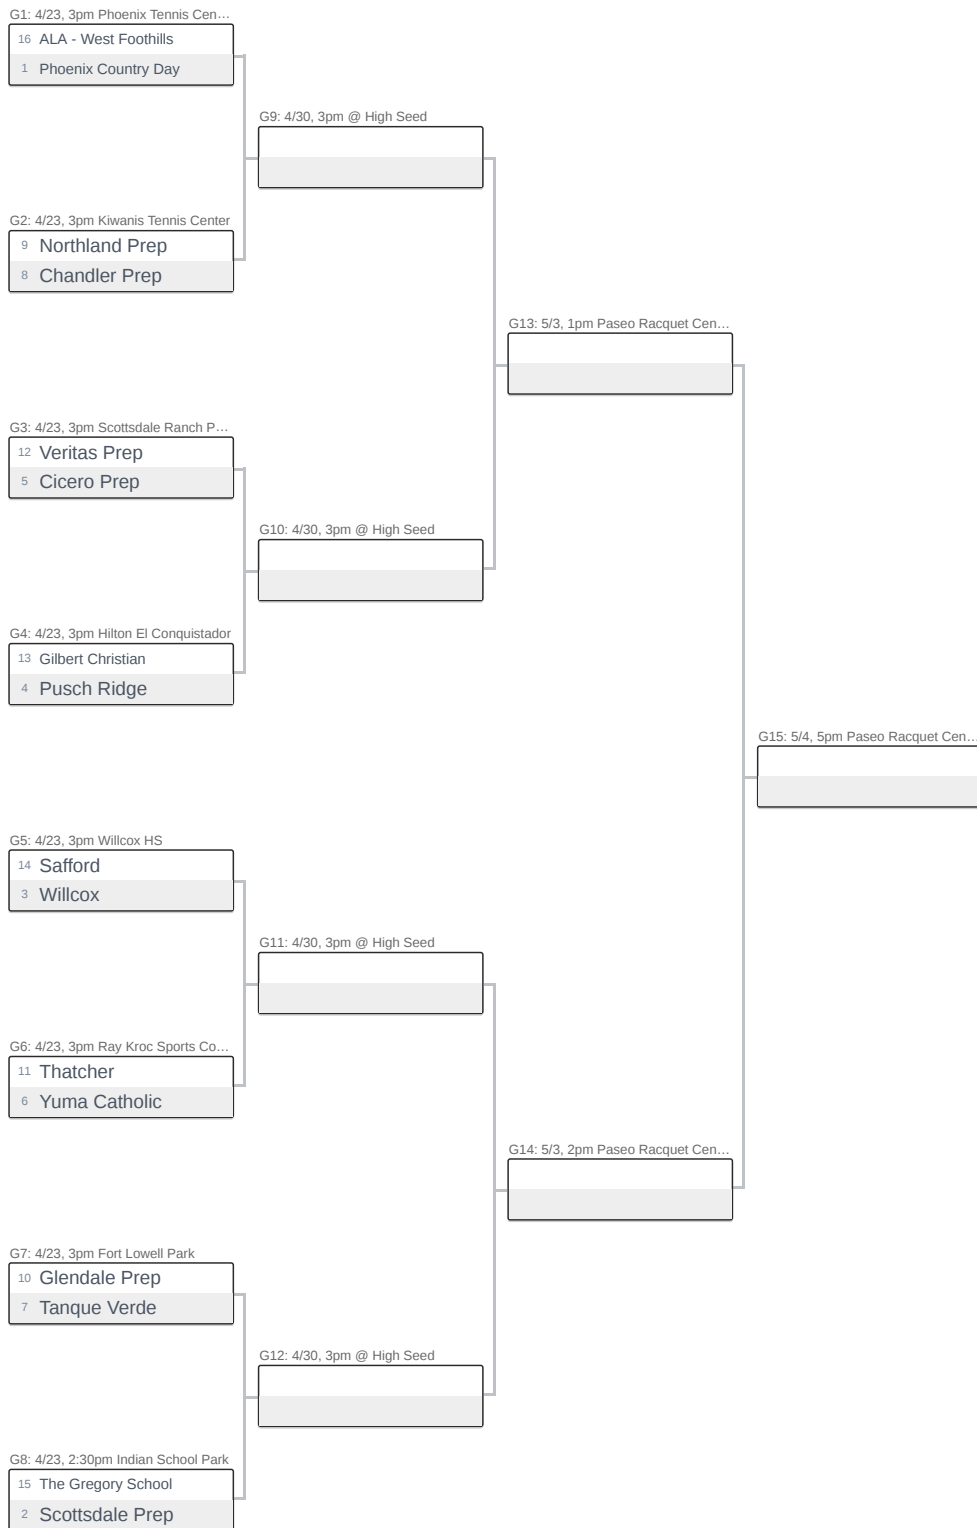 G1: 4/23, 3pm Phoenix Tennis Cen...
16 ALA - West Foothills
1 Phoenix Country Day
G9: 4/30, 3pm @ High Seed
G2: 4/23, 3pm Kiwanis Tennis Center
9 Northland Prep
8 Chandler Prep
G13: 5/3, 1pm Paseo Racquet Cen...
G3: 4/23, 3pm Scottsdale Ranch P...
12 Veritas Prep
5 Cicero Prep
G10: 4/30, 3pm @ High Seed
G4: 4/23, 3pm Hilton El Conquistador
13 Gilbert Christian
4 Pusch Ridge
G15: 5/4, 5pm Paseo Racquet Cen...
G5: 4/23, 3pm Willcox HS
14 Safford
3 Willcox
G11: 4/30, 3pm @ High Seed
G6: 4/23, 3pm Ray Kroc Sports Co...
11 Thatcher
6 Yuma Catholic
G14: 5/3, 2pm Paseo Racquet Cen...
G7: 4/23, 3pm Fort Lowell Park
10 Glendale Prep
7 Tanque Verde
G12: 4/30, 3pm @ High Seed
G8: 4/23, 2:30pm Indian School Park
15 The Gregory School
2 Scottsdale Prep